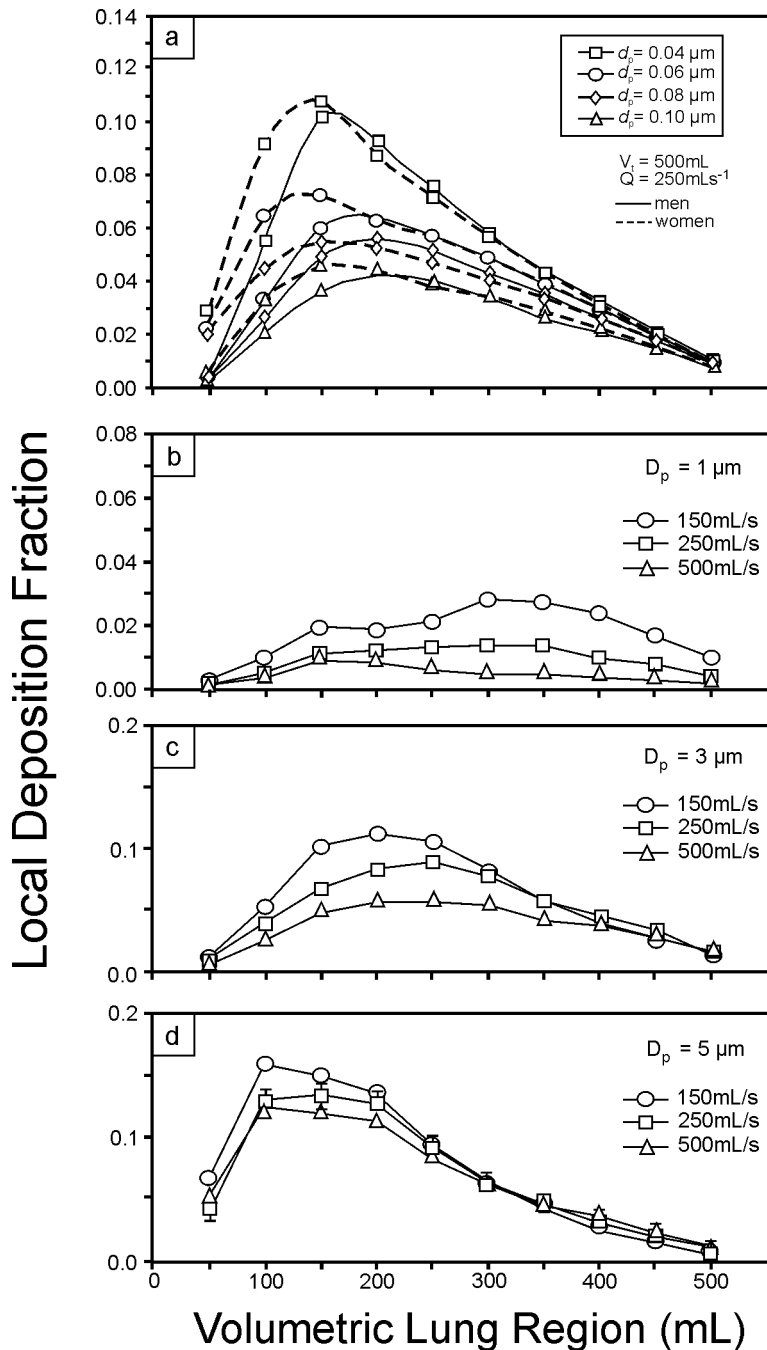 Local Deposition Fraction
a
0.14
0.12
0.10
0.08
0.06
0.04
0.02
0.00
dp= 0.04 µm
dp= 0.06 µm
dp= 0.08 µm
dp= 0.10 µm
Vt = 500mL
Q = 250mLs-1
men
women
b
0.08
0.06
0.04
0.02
0.00
Dp = 1 µm
150mL/s
250mL/s
500mL/s
c
0.2
0.1
0.0
Dp = 3 µm
150mL/s
250mL/s
500mL/s
d
0.2
0.1
0.0
Dp = 5 µm
150mL/s
250mL/s
500mL/s
0 100 200 300 400 500
Volumetric Lung Region (mL)